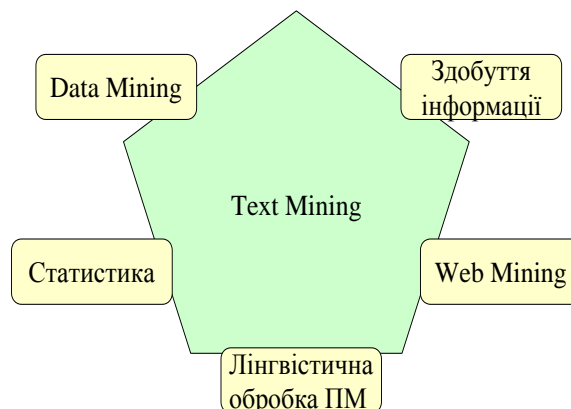 Data Mining
Здобуття
інформації
Text Mining
Статистика
Web Mining
Лінгвістична
обробка ПМ